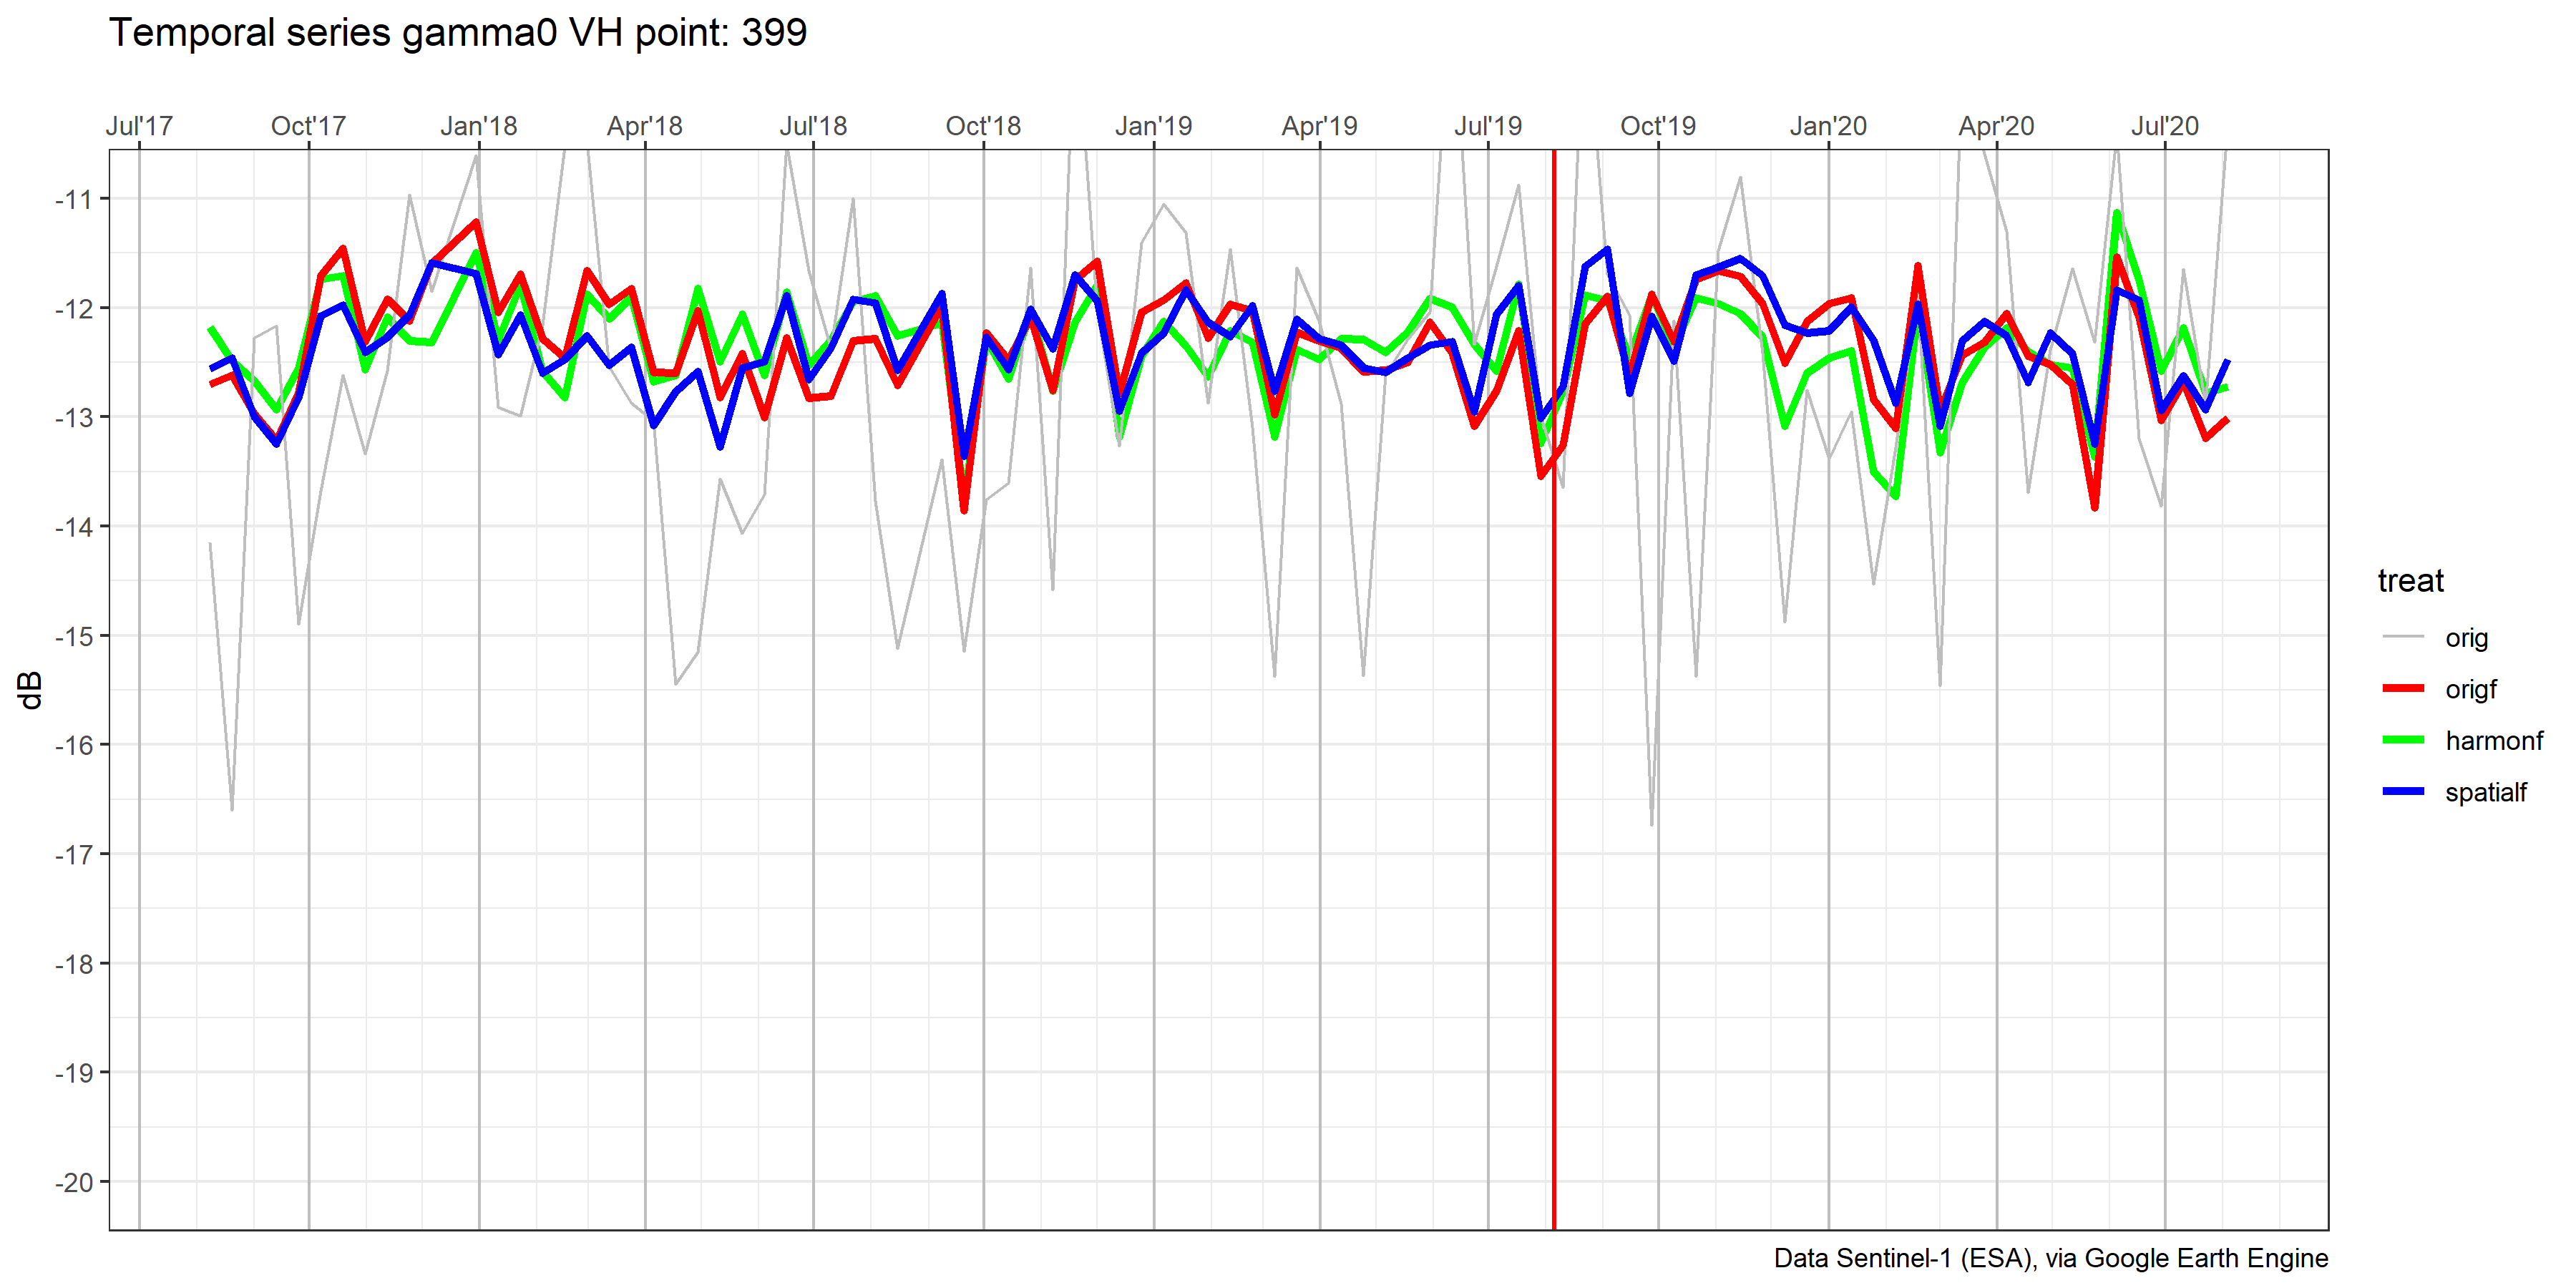 Temporal series gamma0 VH point: 399
Jul'17 Oct'17 Jan'18 Apr'18 Jul'18 Oct'18 Jan'19 Apr'19 Jul'19 Oct'19 Jan'20 Apr'20 Jul'20
-11
-12
-13
-14
-15
-16
-17
-18
-19
-20
dB
treat
orig
origf
harmonf
spatialf
Data Sentinel-1 (ESA), via Google Earth Engine